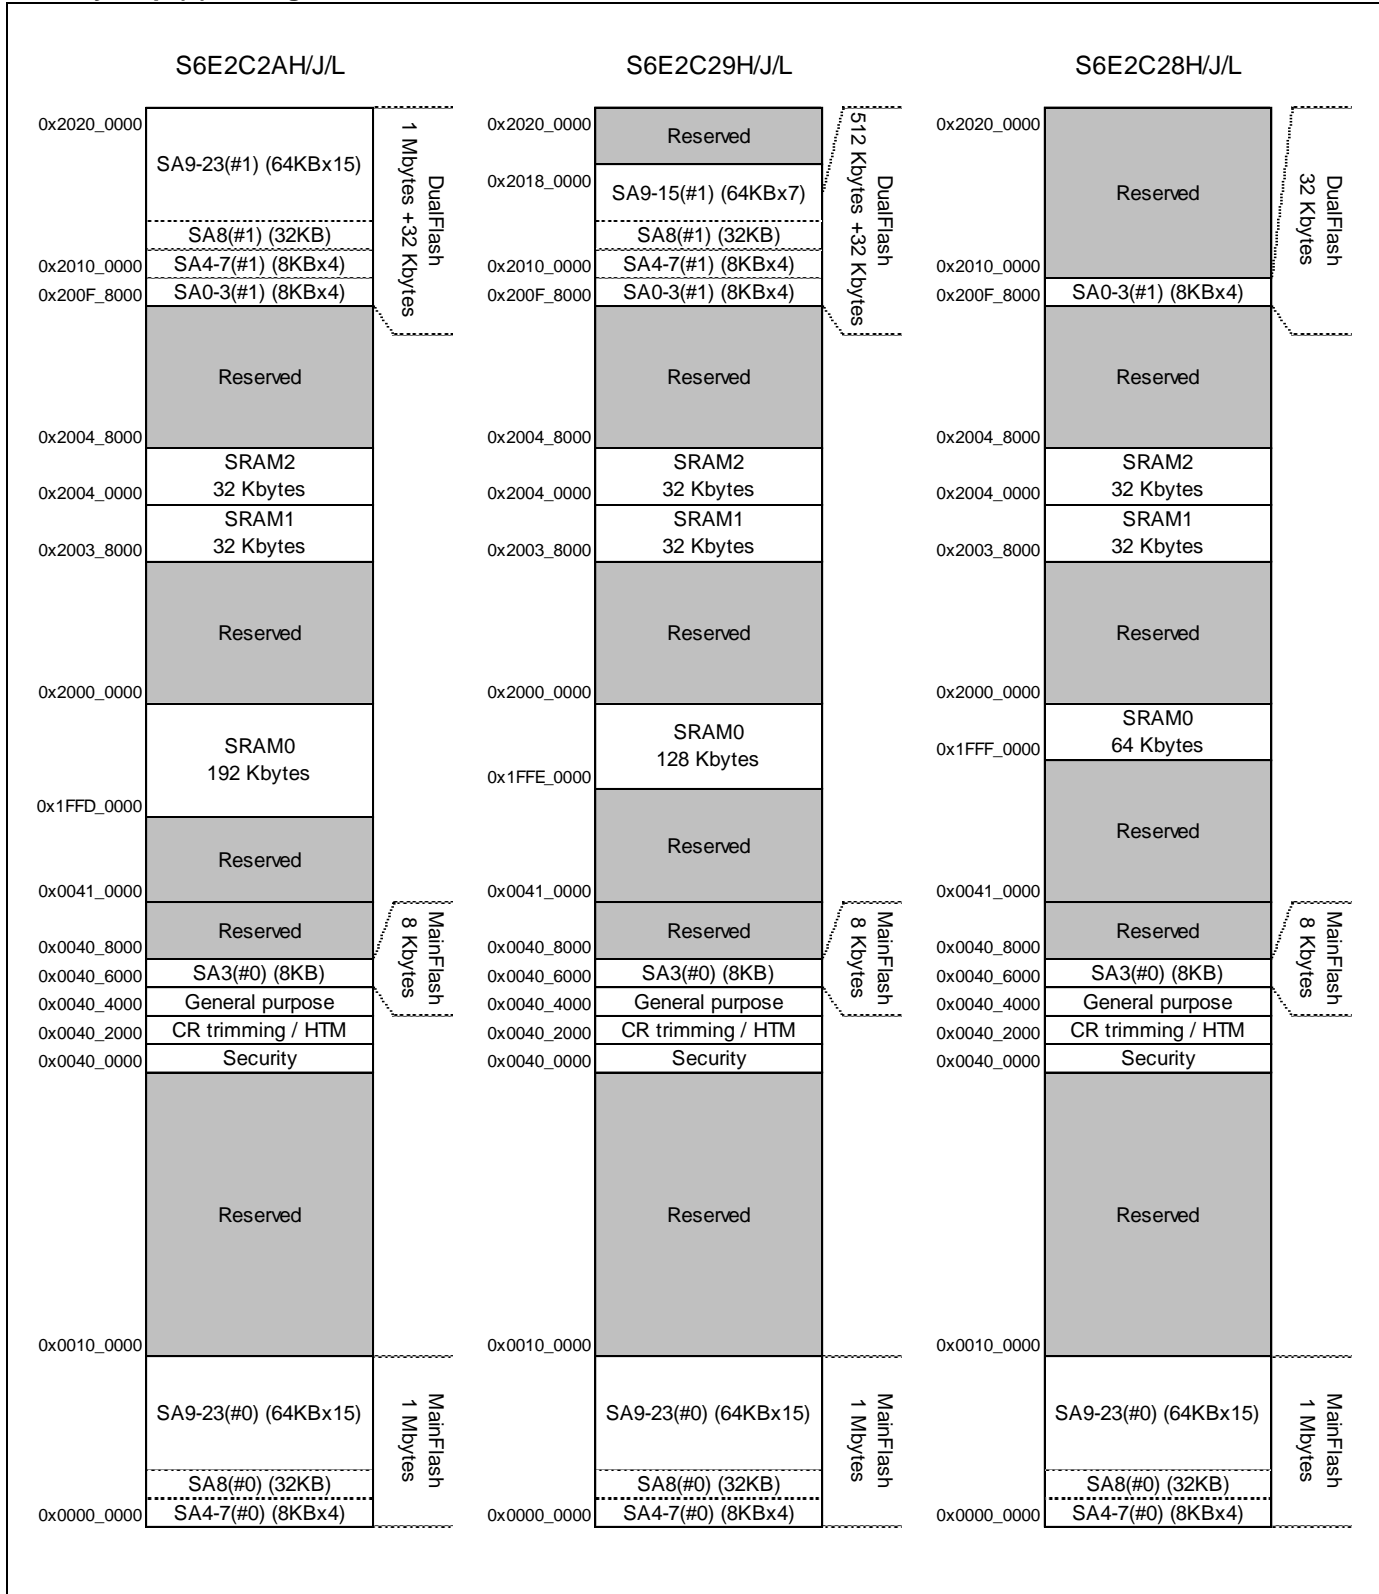 S6E2C2AH/J/L
0x2020_0000
SA9-23(#1) (64KBx15)
SA8(#1) (32KB)
0x2010_0000
SA4-7(#1) (8KBx4)
0x200F_8000
SA0-3(#1) (8KBx4)
DualFlash
1 Mbytes +32 Kbytes
Reserved
0x2004_8000
SRAM2
32 Kbytes
0x2004_0000
SRAM1
32 Kbytes
0x2003_8000
Reserved
0x2000_0000
SRAM0
192 Kbytes
0x1FFD_0000
Reserved
0x0041_0000
Reserved
0x0040_8000
SA3(#0) (8KB)
0x0040_6000
General purpose
0x0040_4000
CR trimming / HTM
0x0040_2000
Security
0x0040_0000
MainFlash
8 Kbytes
Reserved
0x0010_0000
SA9-23(#0) (64KBx15)
SA8(#0) (32KB)
SA4-7(#0) (8KBx4)
0x0000_0000
MainFlash
1 Mbytes
S6E2C29H/J/L
0x2020_0000
Reserved
0x2018_0000
SA9-15(#1) (64KBx7)
SA8(#1) (32KB)
0x2010_0000
SA4-7(#1) (8KBx4)
0x200F_8000
SA0-3(#1) (8KBx4)
DualFlash
512 Kbytes +32 Kbytes
Reserved
0x2004_8000
SRAM2
32 Kbytes
0x2004_0000
SRAM1
32 Kbytes
0x2003_8000
Reserved
0x2000_0000
SRAM0
128 Kbytes
0x1FFE_0000
Reserved
0x0041_0000
Reserved
0x0040_8000
SA3(#0) (8KB)
0x0040_6000
General purpose
0x0040_4000
CR trimming / HTM
0x0040_2000
Security
0x0040_0000
MainFlash
8 Kbytes
Reserved
0x0010_0000
SA9-23(#0) (64KBx15)
SA8(#0) (32KB)
SA4-7(#0) (8KBx4)
0x0000_0000
MainFlash
1 Mbytes
S6E2C28H/J/L
0x2020_0000
Reserved
0x2010_0000
0x200F_8000
SA0-3(#1) (8KBx4)
DualFlash
32 Kbytes
Reserved
0x2004_8000
SRAM2
32 Kbytes
0x2004_0000
SRAM1
32 Kbytes
0x2003_8000
Reserved
0x2000_0000
SRAM0
64 Kbytes
0x1FFF_0000
Reserved
0x0041_0000
Reserved
0x0040_8000
SA3(#0) (8KB)
0x0040_6000
General purpose
0x0040_4000
CR trimming / HTM
0x0040_2000
Security
0x0040_0000
MainFlash
8 Kbytes
Reserved
0x0010_0000
SA9-23(#0) (64KBx15)
SA8(#0) (32KB)
SA4-7(#0) (8KBx4)
0x0000_0000
MainFlash
1 Mbytes